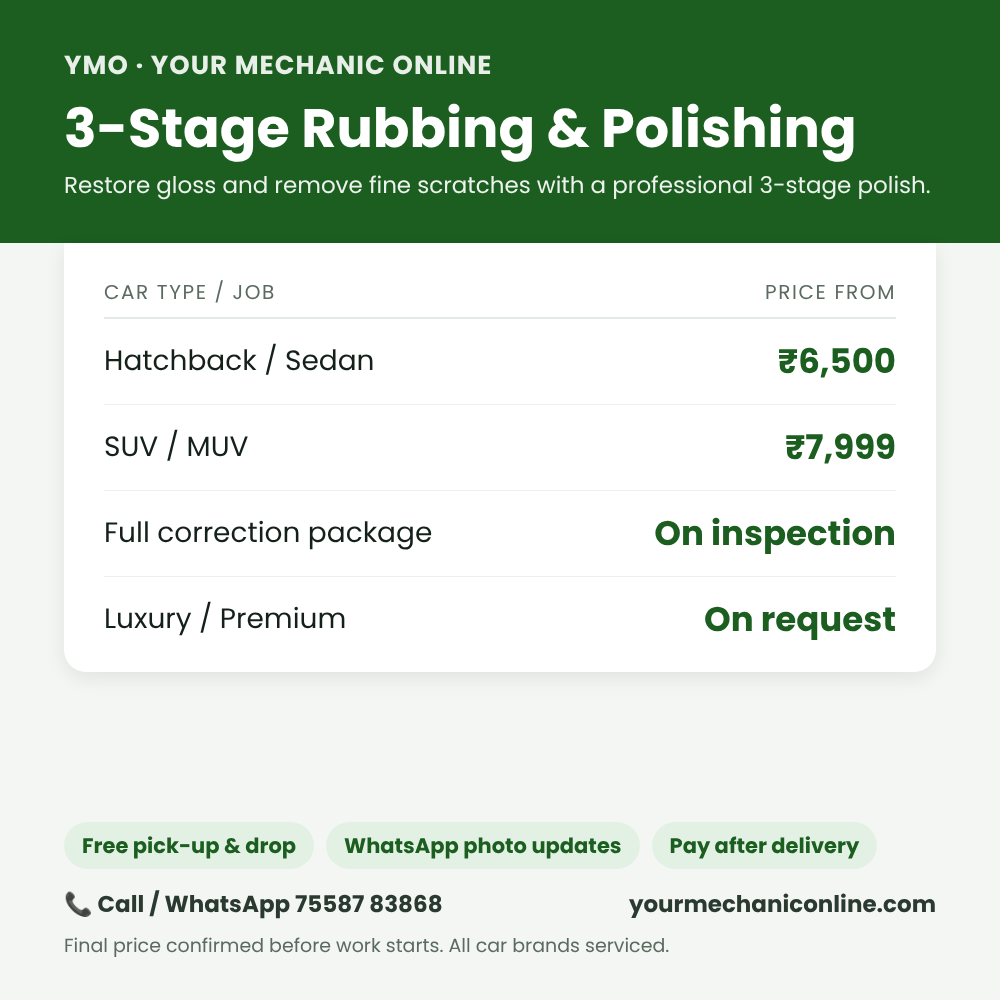 YMO · YOUR MECHANIC ONLINE
3-Stage Rubbing & Polishing
Restore gloss and remove fine scratches with a professional 3-stage polish.
CAR TYPE / JOB PRICE FROM
Hatchback / Sedan ₹6,500
SUV / MUV ₹7,999
Full correction package On inspection
Luxury / Premium On request
Free pick-up & drop WhatsApp photo updates Pay after delivery
📞 Call / WhatsApp 75587 83868 yourmechaniconline.com
Final price confirmed before work starts. All car brands serviced.